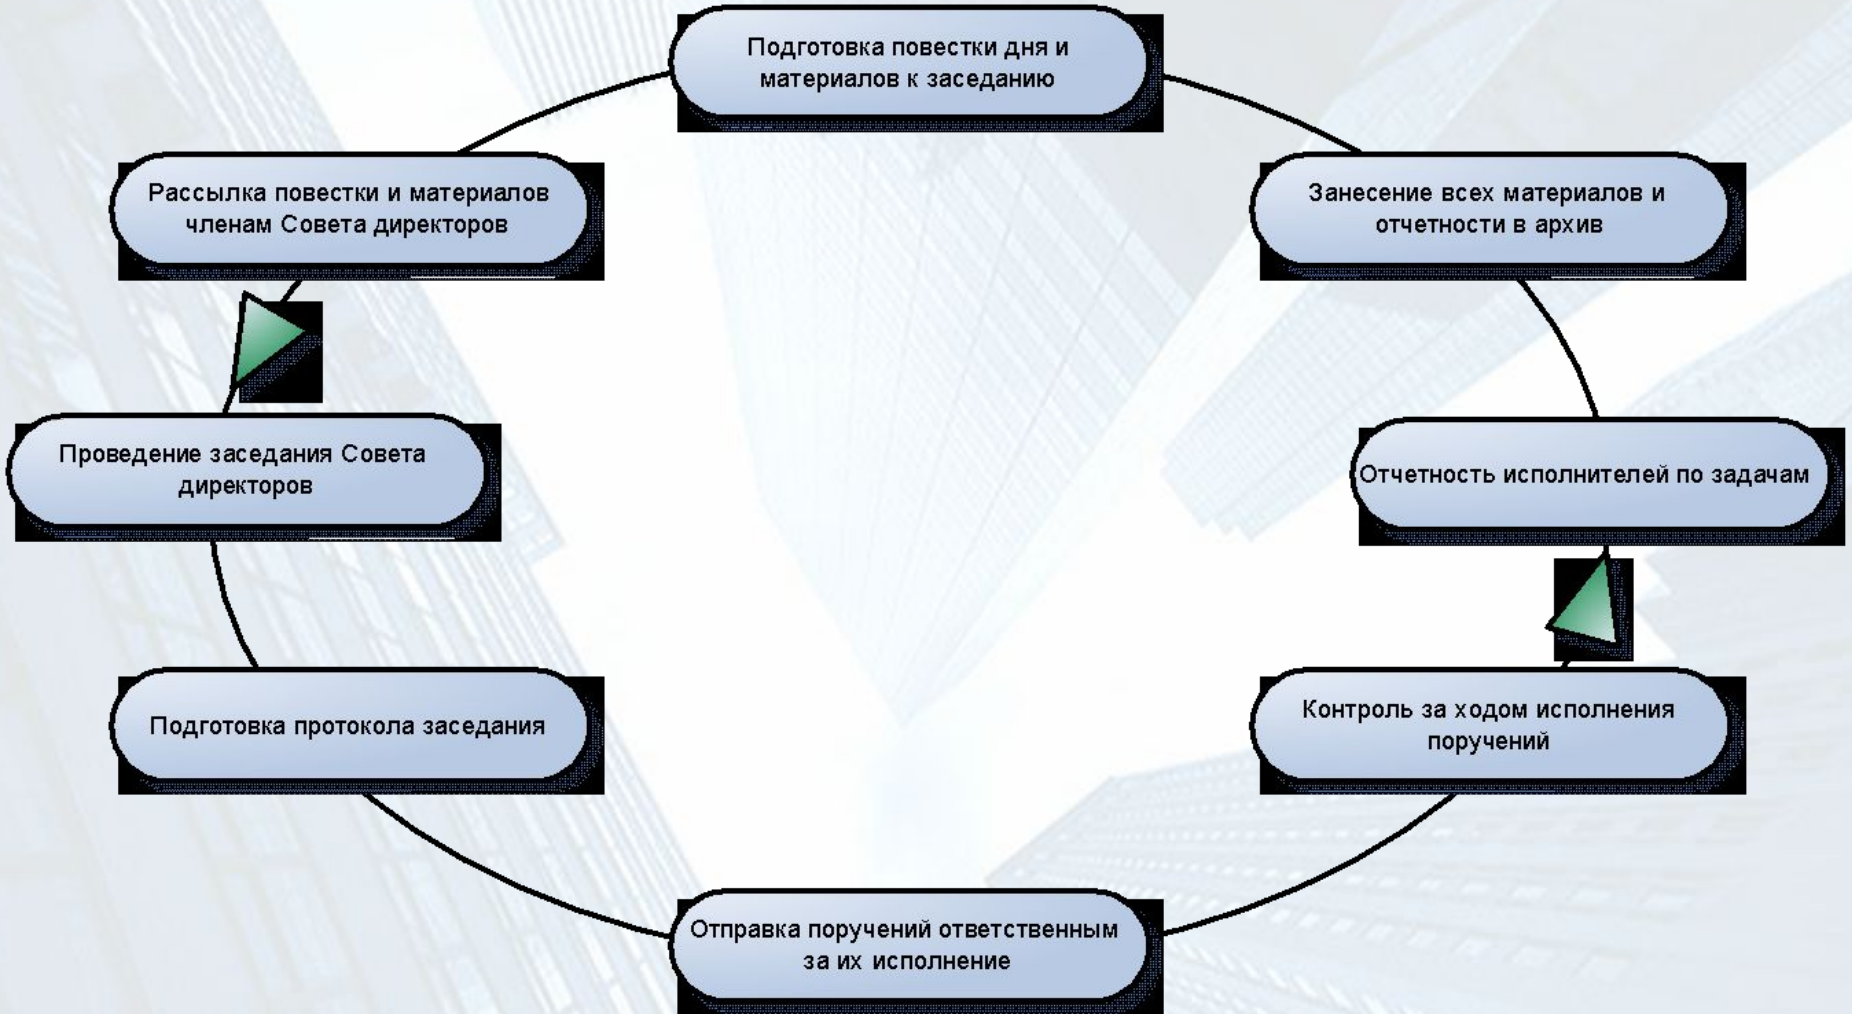 Подготовка повестки дня и
материалов к заседанию
Рассылка повестки и материалов
членам Совета директоров
Занесение всех материалов и
отчетности в архив
Проведение заседания Совета
директоров
Отчетность исполнителей по задачам
Подготовка протокола заседания
Контроль за ходом исполнения
поручений
Отправка поручений ответственным
за их исполнение